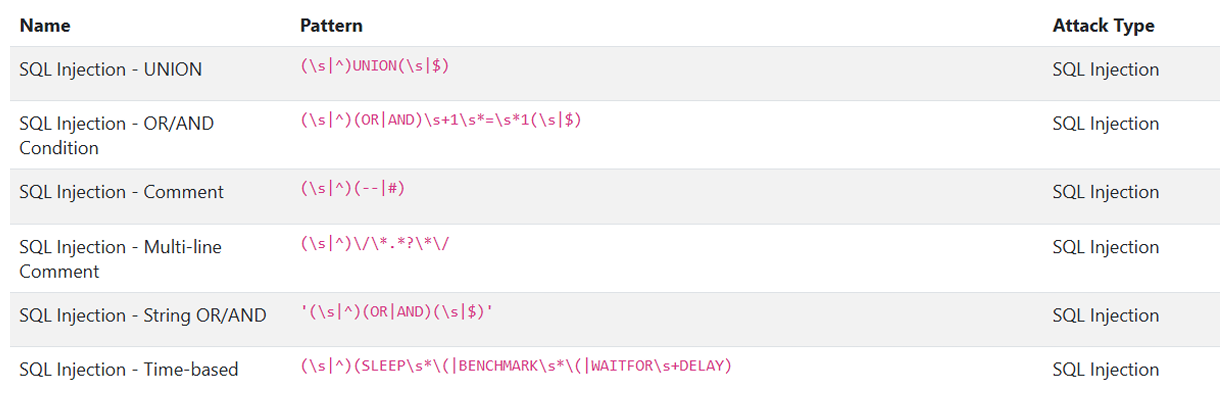 Name Pattern Attack Type
SQL Injection - UNION (\s|^)UNION(\s|$) SQL Injection
SQL Injection - OR/AND (\s|^)(OR|AND)\s+1\s*=\s*1(\s|$) SQL Injection
Condition
SQL Injection - Comment (\s|^)(--|#) SQL Injection
SQL Injection - Multi-line (\s|^)\/\*.*?\*\/ SQL Injection
Comment
SQL Injection - String OR/AND '(\s|^)(OR|AND)(\s|$)' SQL Injection
SQL Injection - Time-based (\s|^)(SLEEP\s*\(|BENCHMARK\s*\(|WAITFOR\s+DELAY) SQL Injection